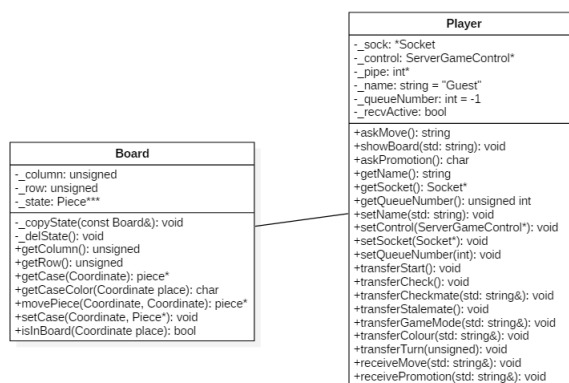 Board
-_column: unsigned
-_row: unsigned
-_state: Piece***
-_copyState(const Board&): void
-_delState(): void
+getColumn(): unsigned
+getRow(): unsigned
+getCase(Coordinate): piece*
+getCaseColor(Coordinate place): char
+movePiece(Coordinate, Coordinate): piece*
+setCase(Coordinate, Piece*): void
+isInBoard(Coordinate place): bool
Player
-_sock: *Socket
-_control: ServerGameControl*
-_pipe: int*
-_name: string = "Guest"
-_queueNumber: int = -1
-_recvActive: bool
+askMove(): string
+showBoard(std: string): void
+askPromotion(): char
+getName(): string
+getSocket(): Socket*
+getQueueNumber(): unsigned int
+setName(std: string): void
+setControl(ServerGameControl*): void
+setSocket(Socket*): void
+setQueueNumber(int): void
+transferStart(): void
+transferCheck(): void
+transferCheckmate(std: string&): void
+transferStalemate(): void
+transferGameMode(std: string&): void
+transferColour(std: string&): void
+transferTurn(unsigned): void
+receiveMove(std: string&): void
+receivePromotion(std: string&): void